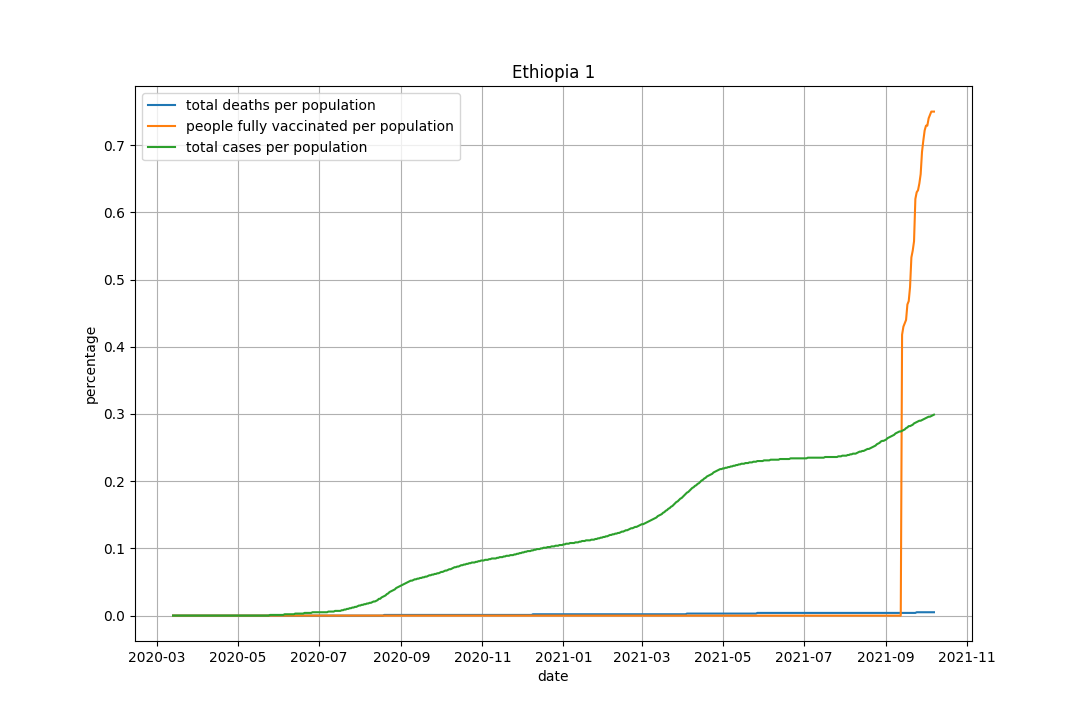 Ethiopia 1
total deaths per population
people fully vaccinated per population
total cases per population
percentage
0.7
0.6
0.5
0.4
0.3
0.2
0.1
0.0
2020-03 2020-05 2020-07 2020-09 2020-11 2021-01 2021-03 2021-05 2021-07 2021-09 2021-11
date